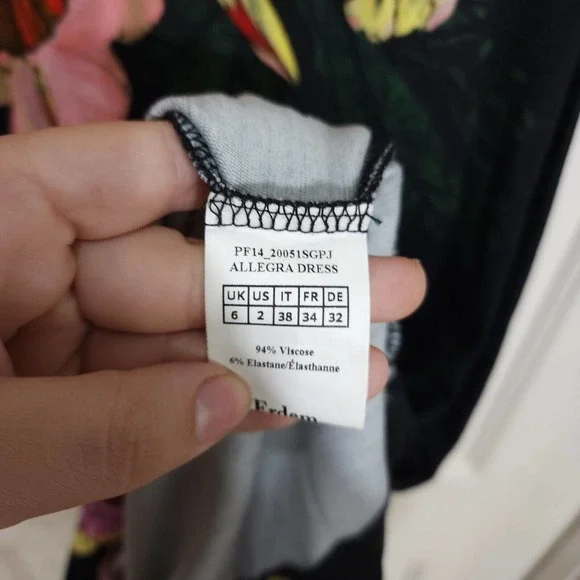 PF14_20051SGPJ
ALLEGRA DRESS
UK US IT FR DE
6 2 38 34 32
94% Viscose
6% Elastane/Élasthanne
Erdem